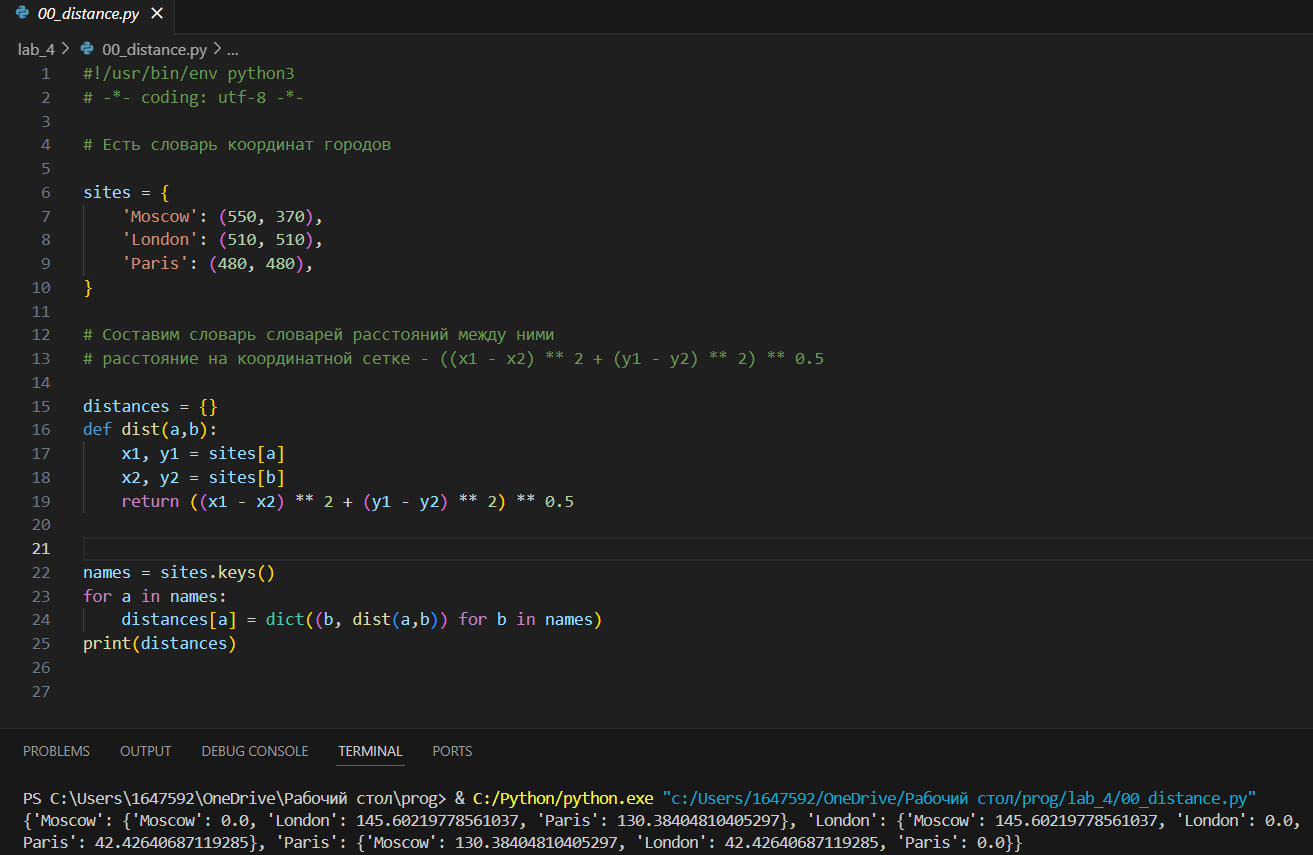 00_distance.py
lab_4 > 00_distance.py > ...
1 #!/usr/bin/env python3
2 # -*- coding: utf-8 -*-
3
4 # Есть словарь координат городов
5
6 sites = {
7     'Moscow': (550, 370),
8     'London': (510, 510),
9     'Paris': (480, 480),
10 }
11
12 # Составим словарь словарей расстояний между ними
13 # расстояние на координатной сетке - ((x1 - x2) ** 2 + (y1 - y2) ** 2) ** 0.5
14
15 distances = {}
16 def dist(a,b):
17     x1, y1 = sites[a]
18     x2, y2 = sites[b]
19     return ((x1 - x2) ** 2 + (y1 - y2) ** 2) ** 0.5
20
21
22 names = sites.keys()
23 for a in names:
24     distances[a] = dict((b, dist(a,b)) for b in names)
25 print(distances)
26
27
PROBLEMS OUTPUT DEBUG CONSOLE TERMINAL PORTS
PS C:\Users\1647592\OneDrive\Рабочий стол\prog> & C:/Python/python.exe "c:/Users/1647592/OneDrive/Рабочий стол/prog/lab_4/00_distance.py"
{'Moscow': {'Moscow': 0.0, 'London': 145.60219778561037, 'Paris': 130.38404810405297}, 'London': {'Moscow': 145.60219778561037, 'London': 0.0,
Paris': 42.42640687119285}, 'Paris': {'Moscow': 130.38404810405297, 'London': 42.42640687119285, 'Paris': 0.0}}